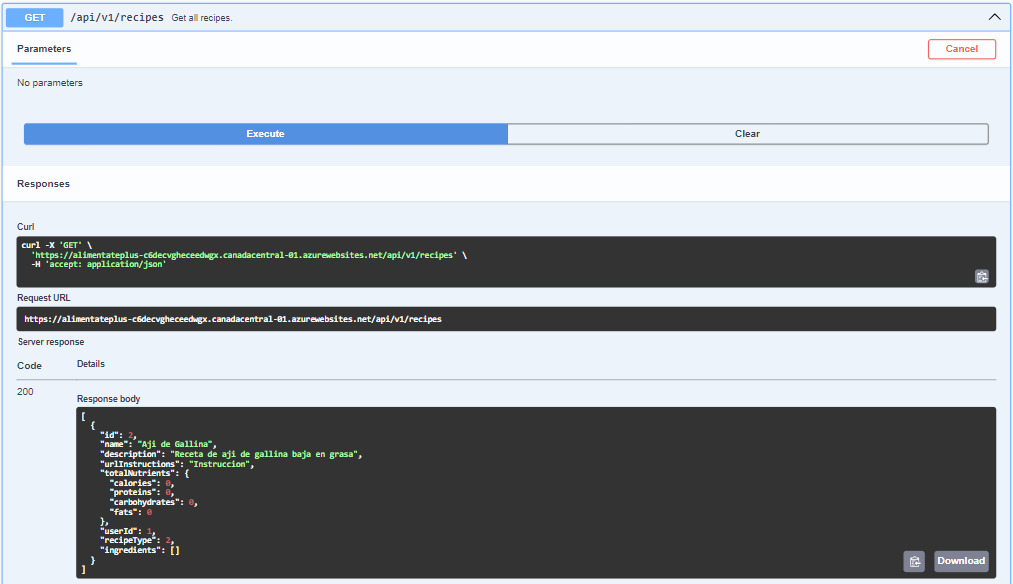 GET /api/v1/recipes Get all recipes.
Parameters
Cancel
No parameters
Execute
Clear
Responses
Curl
curl -X 'GET' \
'https://alimentateplus-c6decvgheceedwgx.canadacentral-01.azurewebsites.net/api/v1/recipes' \
-H 'accept: application/json'
Request URL
https://alimentateplus-c6decvgheceedwgx.canadacentral-01.azurewebsites.net/api/v1/recipes
Server response
Code Details
200
Response body
[
{
"id": 2,
"name": "Aji de Gallina",
"description": "Receta de aji de gallina baja en grasa",
"urlInstructions": "Instruccion",
"totalNutrients": {
"calories": 0,
"proteins": 0,
"carbohydrates": 0,
"fats": 0
},
"userId": 1,
"recipeType": 2,
"ingredients": []
}
]
Download